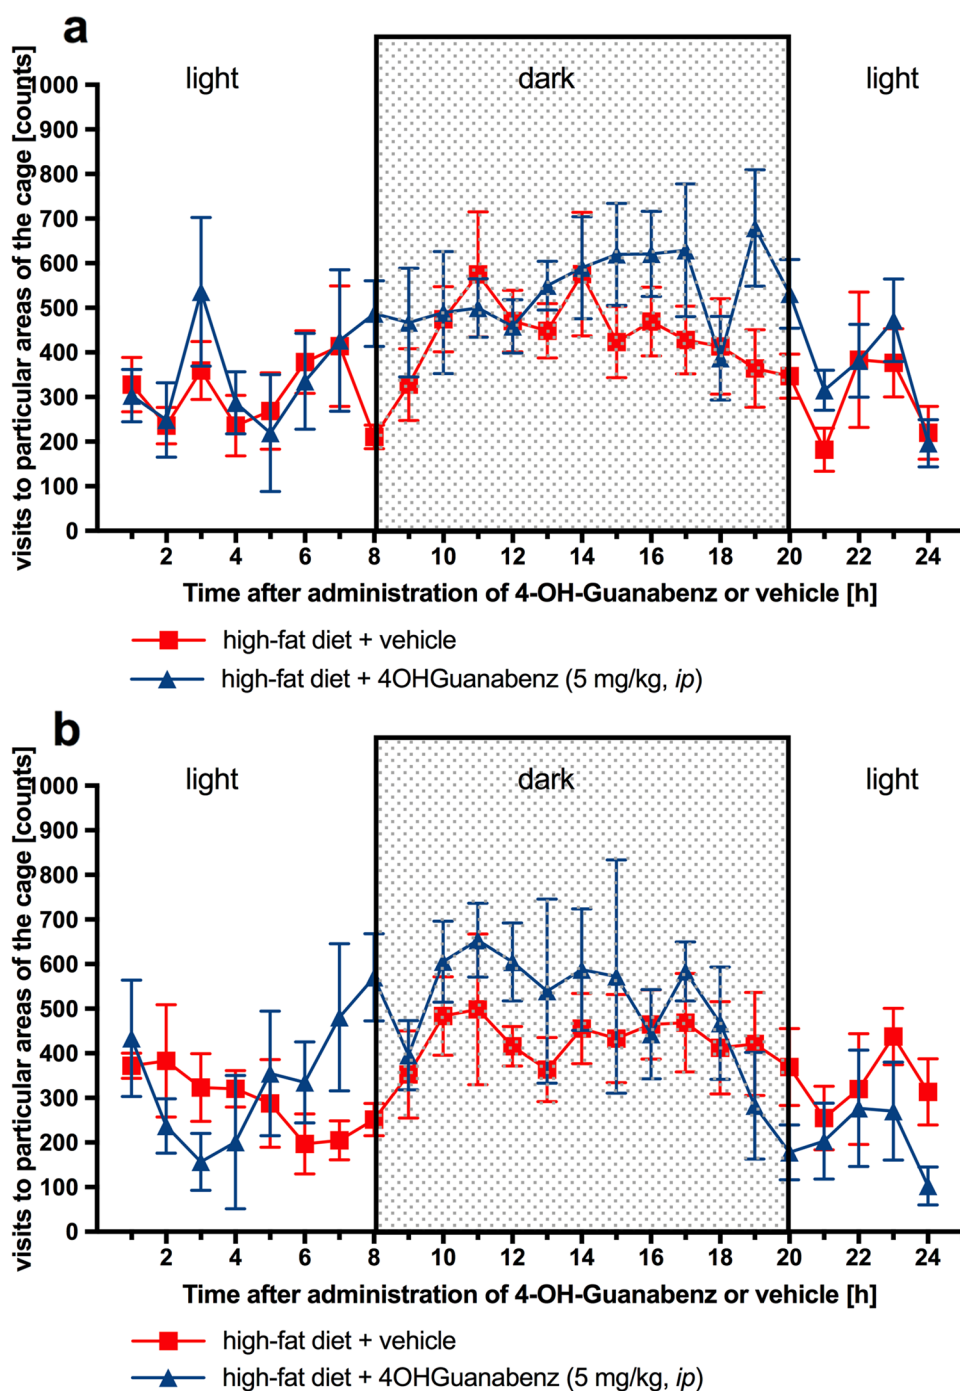 a
light dark light
visits to particular areas of the cage [counts]
1000
900
800
700
600
500
400
300
200
100
0
2 4 6 8 10 12 14 16 18 20 22 24
Time after administration of 4-OH-Guanabenz or vehicle [h]
high-fat diet + vehicle
high-fat diet + 4OHGuanabenz (5 mg/kg, ip)
b
light dark light
visits to particular areas of the cage [counts]
1000
900
800
700
600
500
400
300
200
100
0
2 4 6 8 10 12 14 16 18 20 22 24
Time after administration of 4-OH-Guanabenz or vehicle [h]
high-fat diet + vehicle
high-fat diet + 4OHGuanabenz (5 mg/kg, ip)